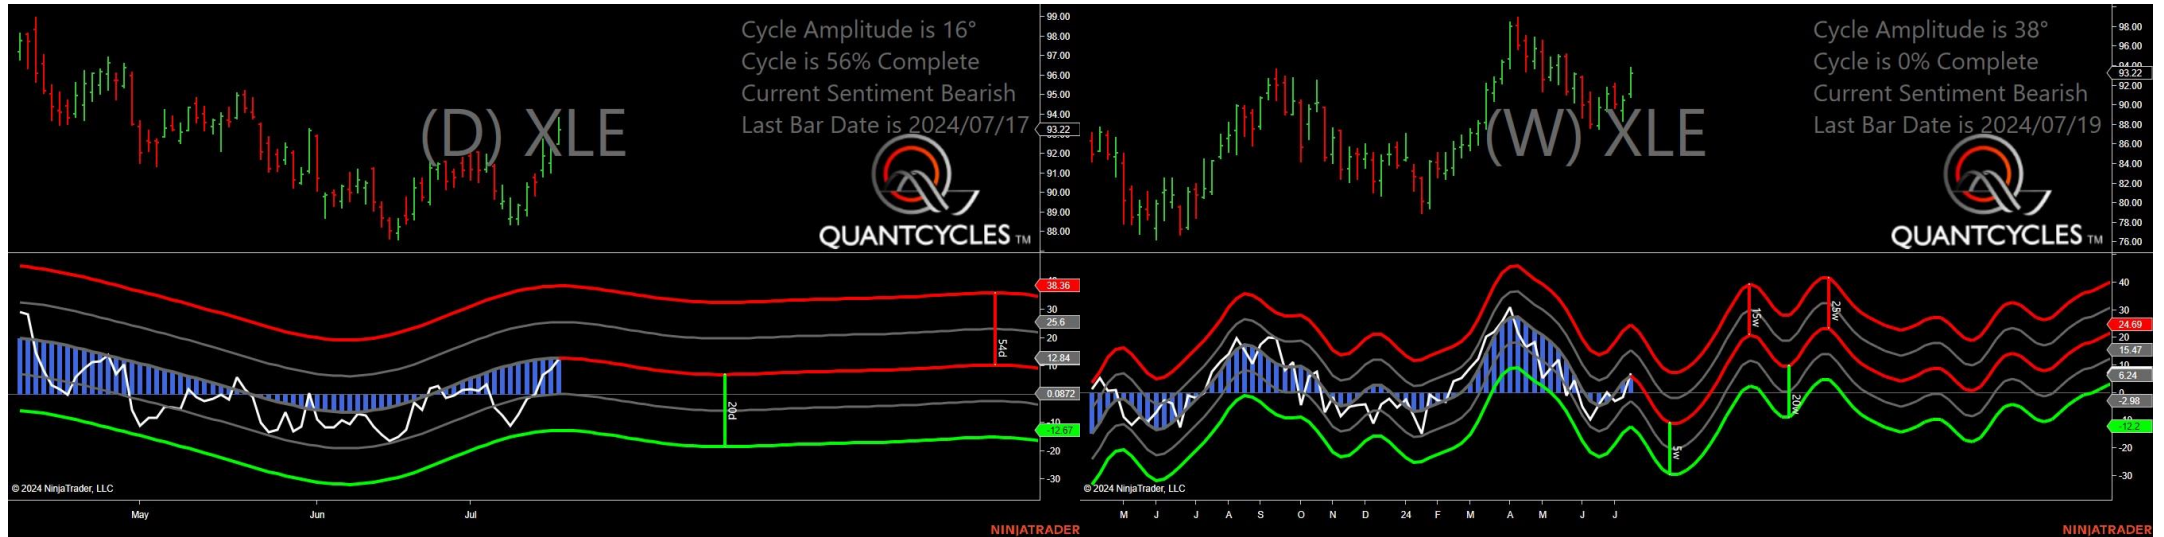 Cycle Amplitude is 16°
Cycle is 56% Complete
Current Sentiment Bearish
Last Bar Date is 2024/07/17
(D) XLE
QUANTCYCLES TM
99.00
98.00
97.00
96.00
95.00
94.00
93.22
92.00
91.00
90.00
89.00
88.00
38.36
30
25.6
20
12.84
0.0872
-12.67
-20
-30
54d
20d
© 2024 NinjaTrader, LLC
May Jun Jul
NINJATRADER
Cycle Amplitude is 38°
Cycle is 0% Complete
Current Sentiment Bearish
Last Bar Date is 2024/07/19
(W) XLE
QUANTCYCLES TM
98.00
96.00
94.00
93.22
92.00
90.00
88.00
86.00
84.00
82.00
80.00
78.00
76.00
40
30
24.69
20
15.47
6.24
0
-2.98
-12.2
-20
-30
15w
25w
20w
5w
© 2024 NinjaTrader, LLC
M J J A S O N D 24 F M A M J J
NINJATRADER